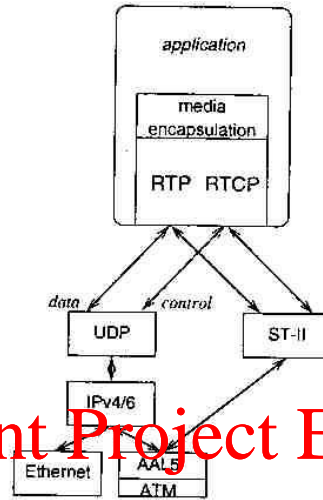 application
media
encapsulation
RTP RTCP
data
control
UDP
ST-II
IPv4/6
nt Project E
Ethernet
AAL5
ATM